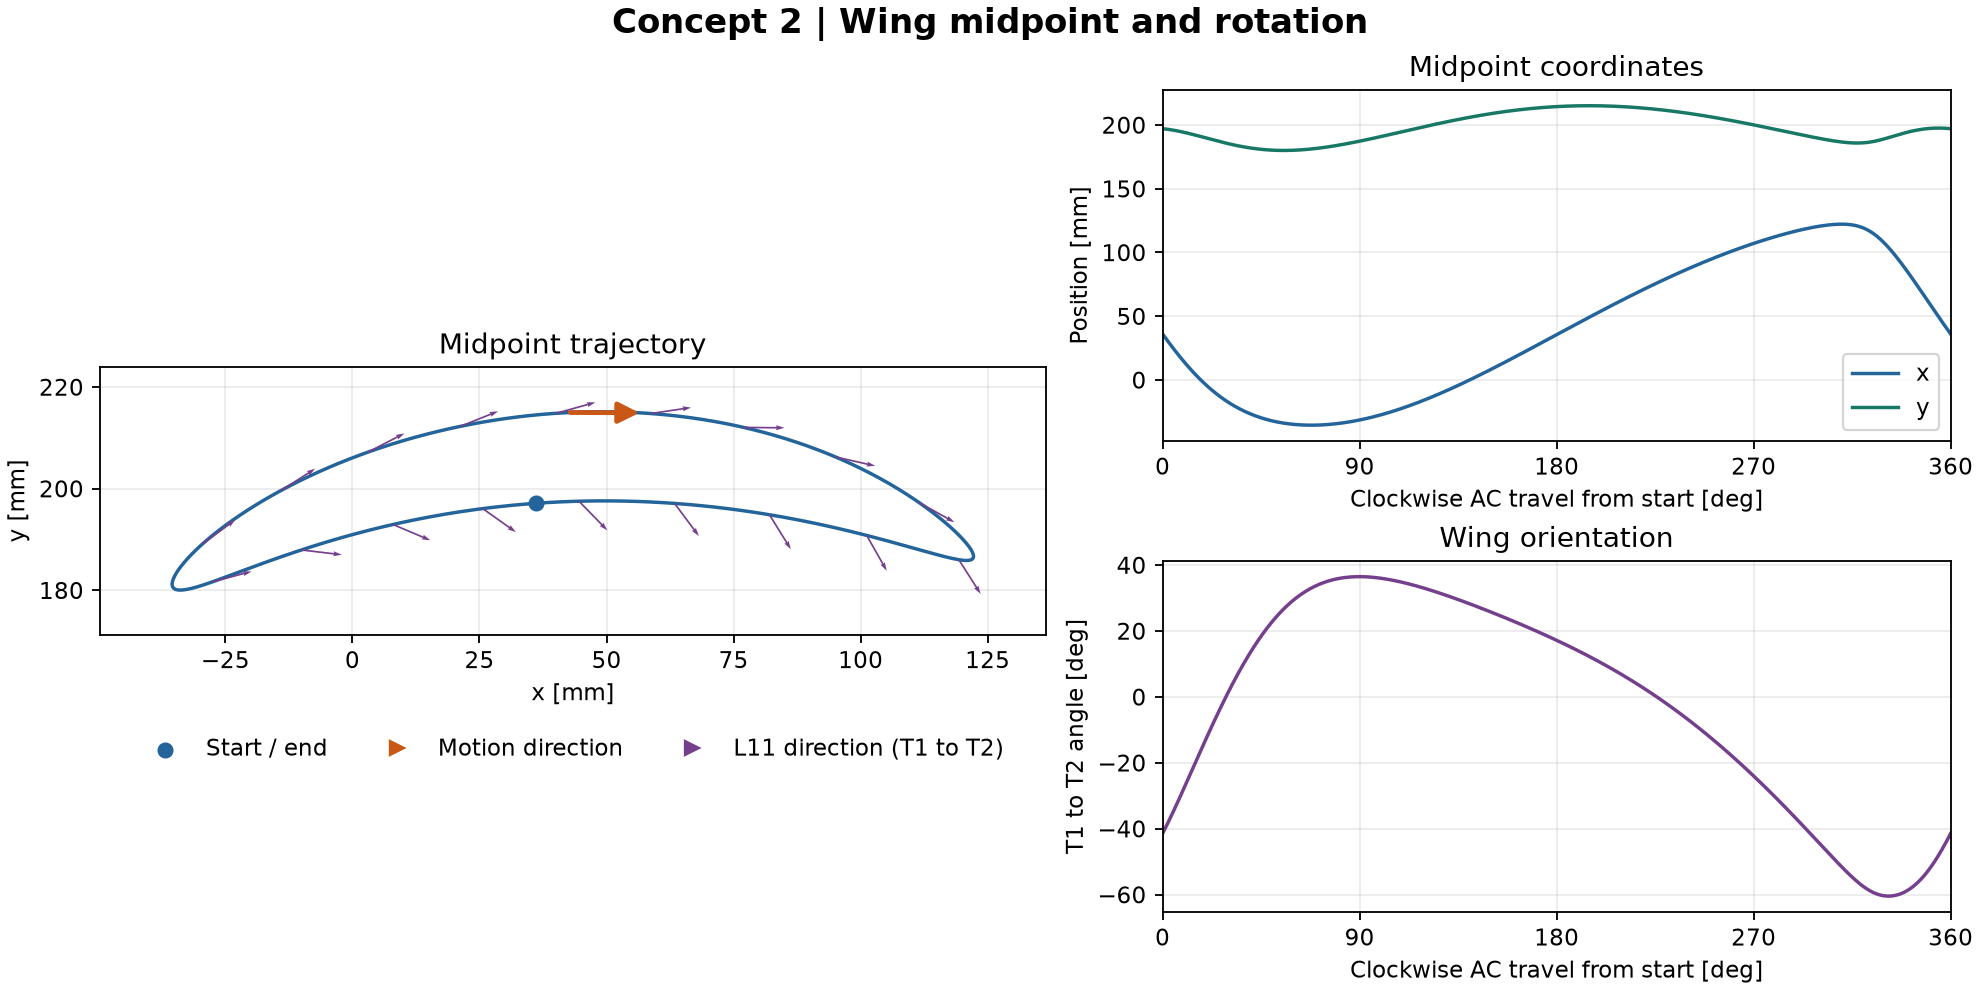 Concept 2 | Wing midpoint and rotation
Midpoint trajectory
220
200
180
y [mm]
−25 0 25 50 75 100 125
x [mm]
Start / end Motion direction L11 direction (T1 to T2)
Midpoint coordinates
200
150
100
50
0
Position [mm]
x
y
0 90 180 270 360
Clockwise AC travel from start [deg]
Wing orientation
40
20
0
−20
−40
−60
T1 to T2 angle [deg]
0 90 180 270 360
Clockwise AC travel from start [deg]